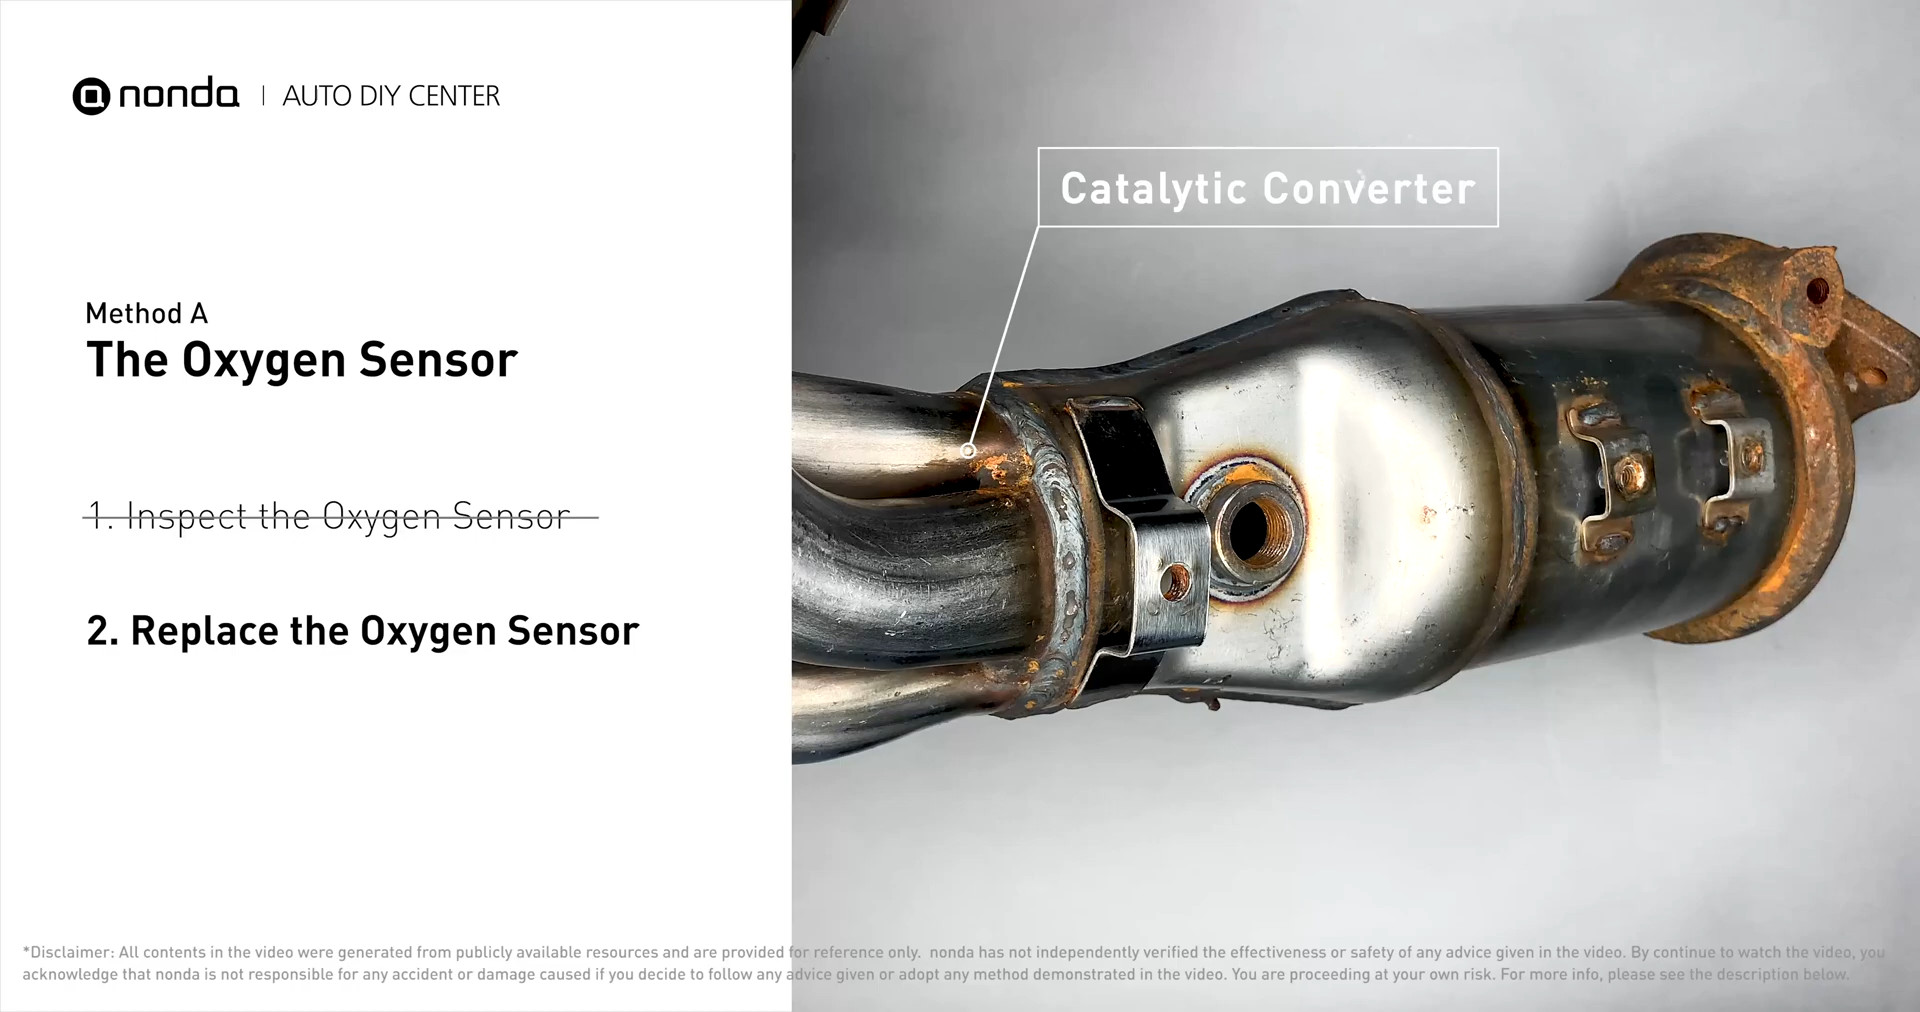 nonda | AUTO DIY CENTER
Catalytic Converter
Method A
The Oxygen Sensor
1. Inspect the Oxygen Sensor
2. Replace the Oxygen Sensor
*Disclaimer: All contents in the video were generated from publicly available resources and are provided for reference only. nonda has not independently verified the effectiveness or safety of any advice given in the video. By continue to watch the video, you
acknowledge that nonda is not responsible for any accident or damage caused if you decide to follow any advice given or adopt any method demonstrated in the video. You are proceeding at your own risk. For more info, please see the description below.